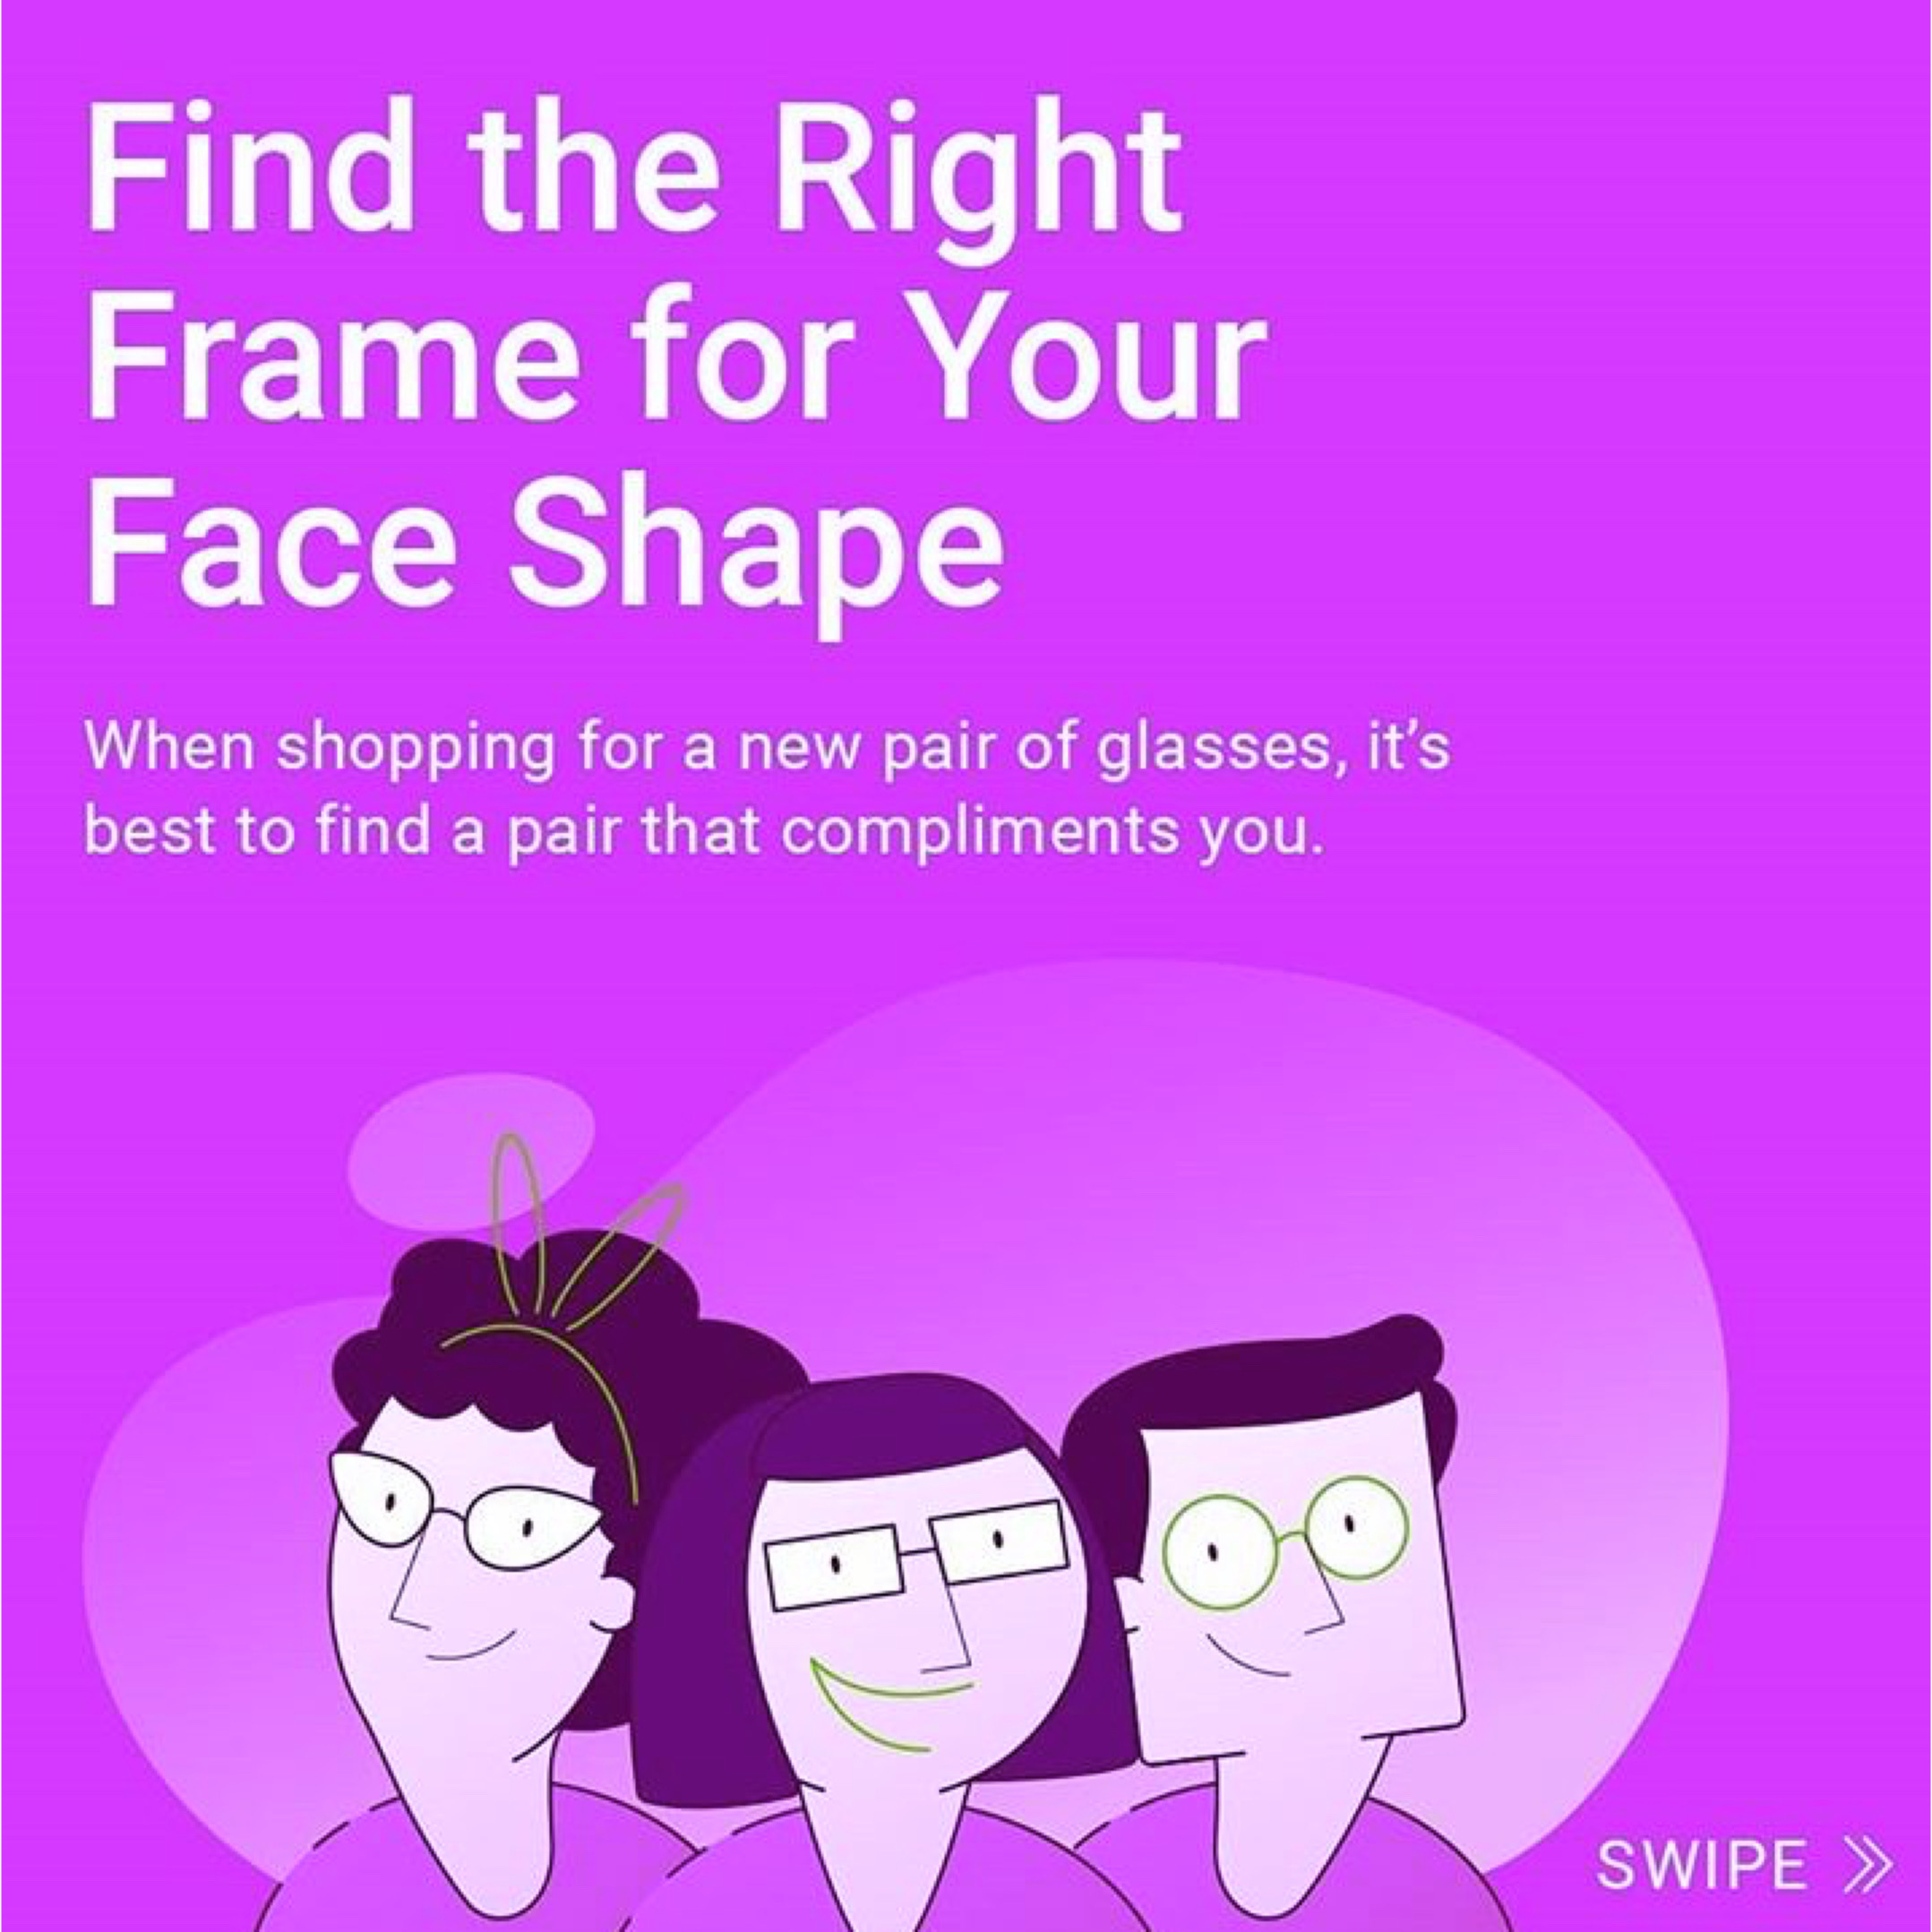 Find the Right
Frame for Your
Face Shape
When shopping for a new pair of glasses, it’s
best to find a pair that compliments you.
SWIPE